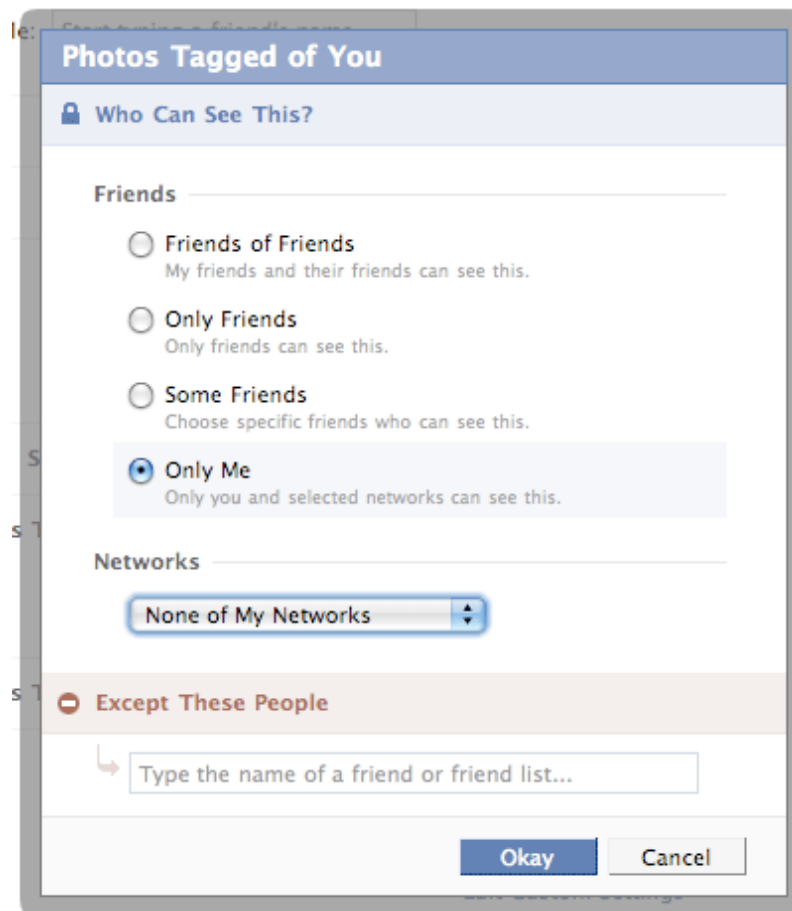 le:
Photos Tagged of You
Who Can See This?
Friends
Friends of Friends
My friends and their friends can see this.
Only Friends
Only friends can see this.
Some Friends
Choose specific friends who can see this.
S
Only Me
Only you and selected networks can see this.
s T
Networks
None of My Networks
s T
Except These People
Type the name of a friend or friend list...
Okay
Cancel